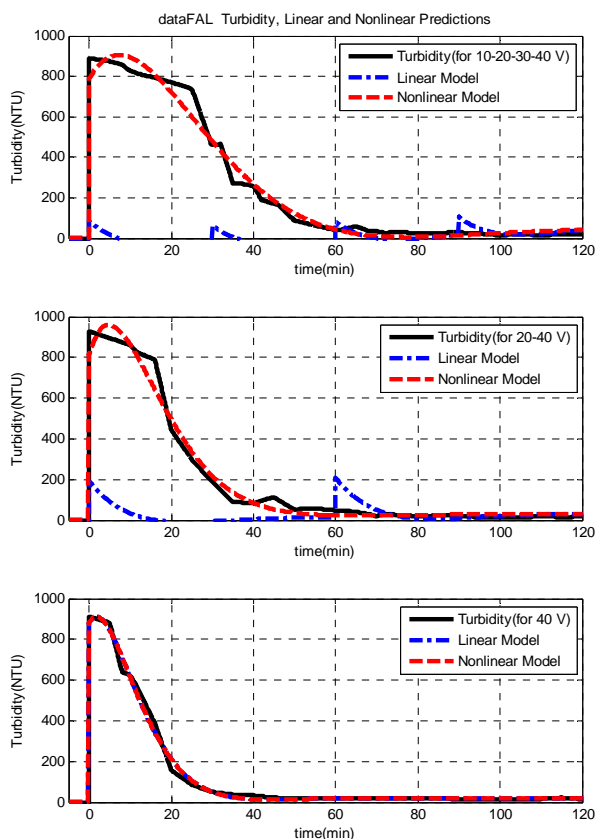 dataFAL Turbidity, Linear and Nonlinear Predictions
1000
800
600
400
200
0
Turbidity(NTU)
Turbidity(for 10-20-30-40 V)
Linear Model
Nonlinear Model
0 20 40 60 80 100 120
time(min)
1000
800
600
400
200
0
Turbidity(NTU)
Turbidity(for 20-40 V)
Linear Model
Nonlinear Model
0 20 40 60 80 100 120
time(min)
1000
800
600
400
200
0
Turbidity(NTU)
Turbidity(for 40 V)
Linear Model
Nonlinear Model
0 20 40 60 80 100 120
time(min)